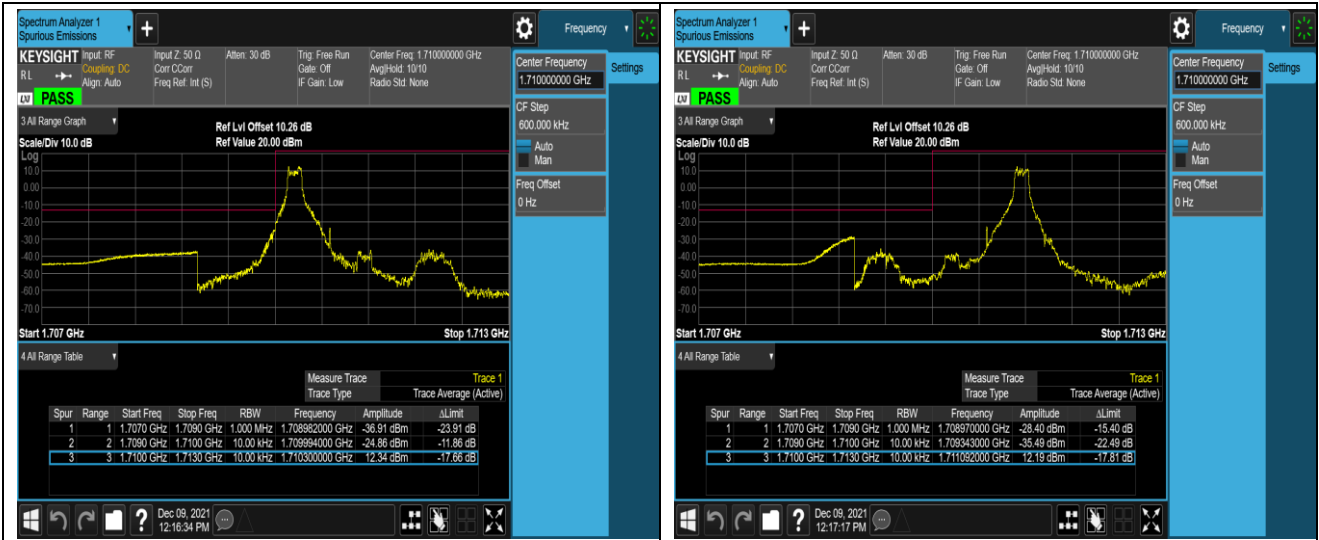 Spectrum Analyzer 1
Spurious Emissions
+
Frequency
KEYSIGHT
RL
Input: RF
Coupling: DC
Align: Auto
Input Z: 50 Ω
Corr CCorr
Freq Ref: Int (S)
Atten: 30 dB
Trig: Free Run
Gate: Off
IF Gain: Low
Center Freq: 1.710000000 GHz
Avg|Hold: 10/10
Radio Std: None
PASS
Center Frequency
1.710000000 GHz
Settings
CF Step
600.000 kHz
Auto
Man
Freq Offset
0 Hz
3 All Range Graph
Ref Lvl Offset 10.26 dB
Scale/Div 10.0 dB
Ref Value 20.00 dBm
Log
10.0
0.00
-10.0
-20.0
-30.0
-40.0
-50.0
-60.0
-70.0
Start 1.707 GHz
Stop 1.713 GHz
4 All Range Table
Measure Trace Trace 1
Trace Type Trace Average (Active)
Spur Range Start Freq Stop Freq RBW Frequency Amplitude ΔLimit
1 1 1.7070 GHz 1.7090 GHz 1.000 MHz 1.708982000 GHz -36.91 dBm -23.91 dB
2 2 1.7090 GHz 1.7100 GHz 10.00 kHz 1.709994000 GHz -24.86 dBm -11.86 dB
3 3 1.7100 GHz 1.7130 GHz 10.00 kHz 1.710300000 GHz 12.34 dBm -17.66 dB
?
Dec 09, 2021
12:16:34 PM
Spectrum Analyzer 1
Spurious Emissions
+
Frequency
KEYSIGHT
RL
Input: RF
Coupling: DC
Align: Auto
Input Z: 50 Ω
Corr CCorr
Freq Ref: Int (S)
Atten: 30 dB
Trig: Free Run
Gate: Off
IF Gain: Low
Center Freq: 1.710000000 GHz
Avg|Hold: 10/10
Radio Std: None
PASS
Center Frequency
1.710000000 GHz
Settings
CF Step
600.000 kHz
Auto
Man
Freq Offset
0 Hz
3 All Range Graph
Ref Lvl Offset 10.26 dB
Scale/Div 10.0 dB
Ref Value 20.00 dBm
Log
10.0
0.00
-10.0
-20.0
-30.0
-40.0
-50.0
-60.0
-70.0
Start 1.707 GHz
Stop 1.713 GHz
4 All Range Table
Measure Trace Trace 1
Trace Type Trace Average (Active)
Spur Range Start Freq Stop Freq RBW Frequency Amplitude ΔLimit
1 1 1.7070 GHz 1.7090 GHz 1.000 MHz 1.708970000 GHz -28.40 dBm -15.40 dB
2 2 1.7090 GHz 1.7100 GHz 10.00 kHz 1.709343000 GHz -35.49 dBm -22.49 dB
3 3 1.7100 GHz 1.7130 GHz 10.00 kHz 1.711092000 GHz 12.19 dBm -17.81 dB
?
Dec 09, 2021
12:17:17 PM